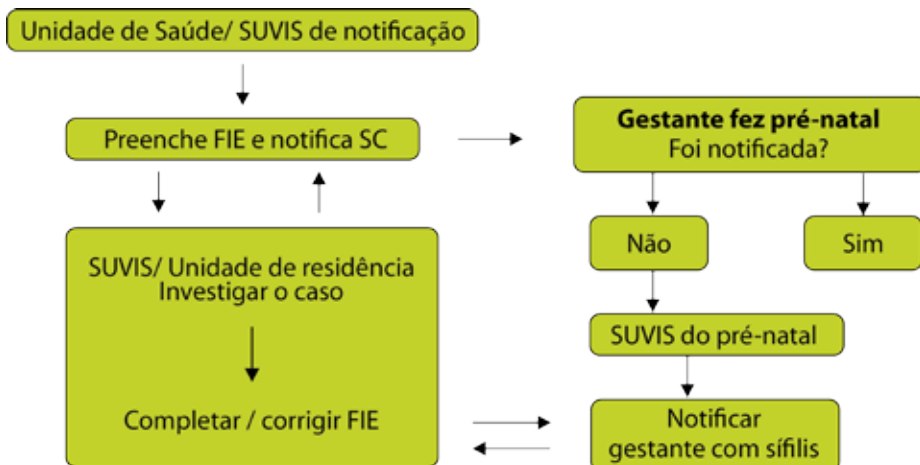 Unidade de Saúde/ SUVIS de notificação
Preenche FIE e notifica SC
Gestante fez pré-natal
Foi notificada?
Não
Sim
SUVIS/ Unidade de residência
Investigar o caso
SUVIS do pré-natal
Completar / corrigir FIE
Notificar
gestante com sífilis